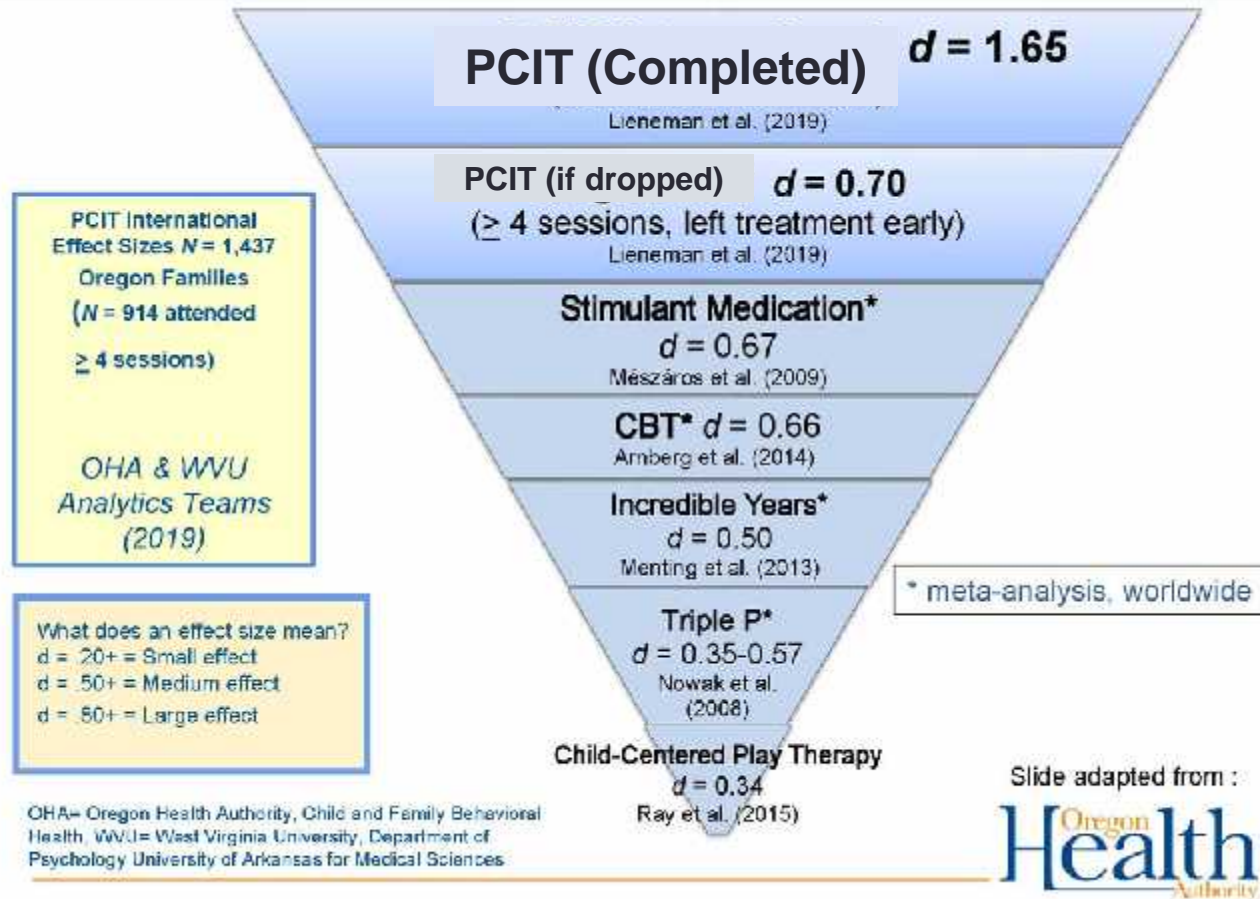 PCIT (Completed)
d = 1.65
Lieneman et al. (2019)
PCIT (if dropped)
d = 0.70
(≥ 4 sessions, left treatment early)
Lieneman et al. (2019)
Stimulant Medication*
d = 0.67
Mészáros et al. (2009)
CBT* d = 0.66
Arnberg et al. (2014)
Incredible Years*
d = 0.50
Menting et al. (2013)
Triple P*
d = 0.35-0.57
Nowak et al.
(2008)
Child-Centered Play Therapy
d = 0.34
Ray et al. (2015)
PCIT International
Effect Sizes N = 1,437
Oregon Families
(N = 914 attended
≥ 4 sessions)
OHA & WVU
Analytics Teams
(2019)
What does an effect size mean?
d = .20+ = Small effect
d = .50+ = Medium effect
d = .80+ = Large effect
* meta-analysis, worldwide
OHA= Oregon Health Authority, Child and Family Behavioral
Health, WVU= West Virginia University, Department of
Psychology University of Arkansas for Medical Sciences
Slide adapted from :
Oregon
Health
Authority